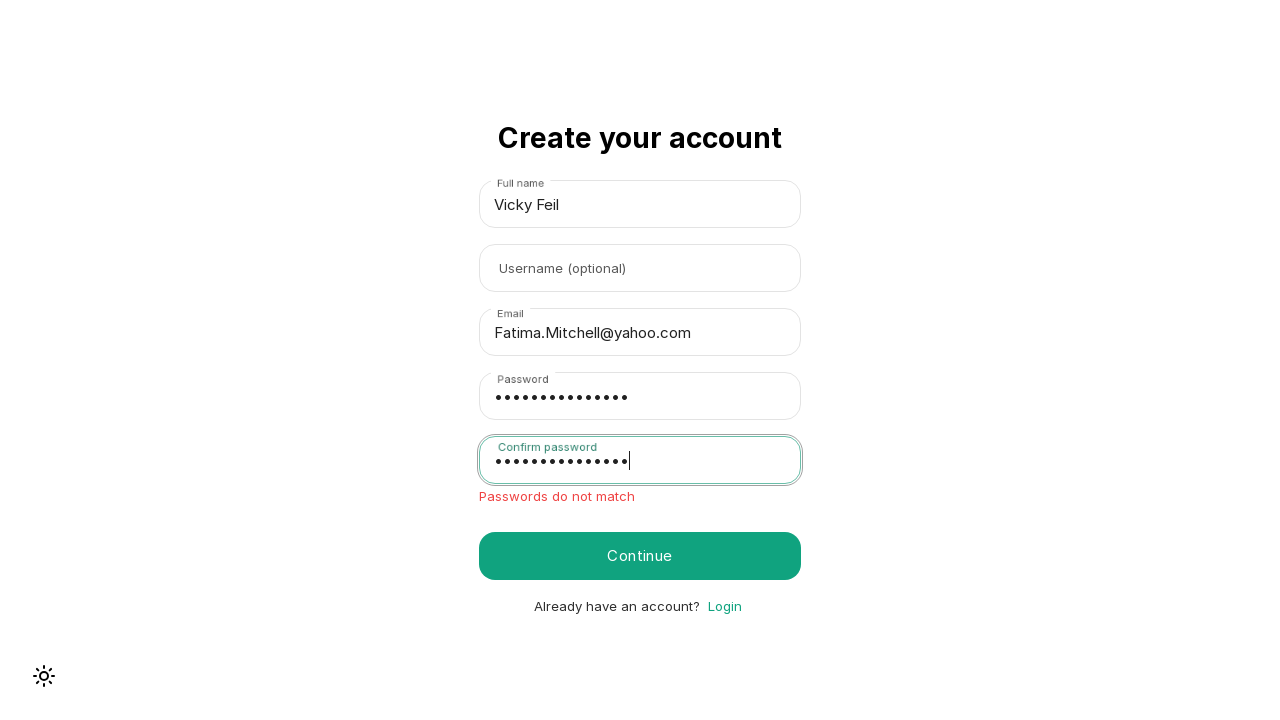 Create your account
Full name
Vicky Feil
Username (optional)
Email
Fatima.Mitchell@yahoo.com
Password
•••••••••••••••
Confirm password
•••••••••••••••
Passwords do not match
Continue
Already have an account? Login